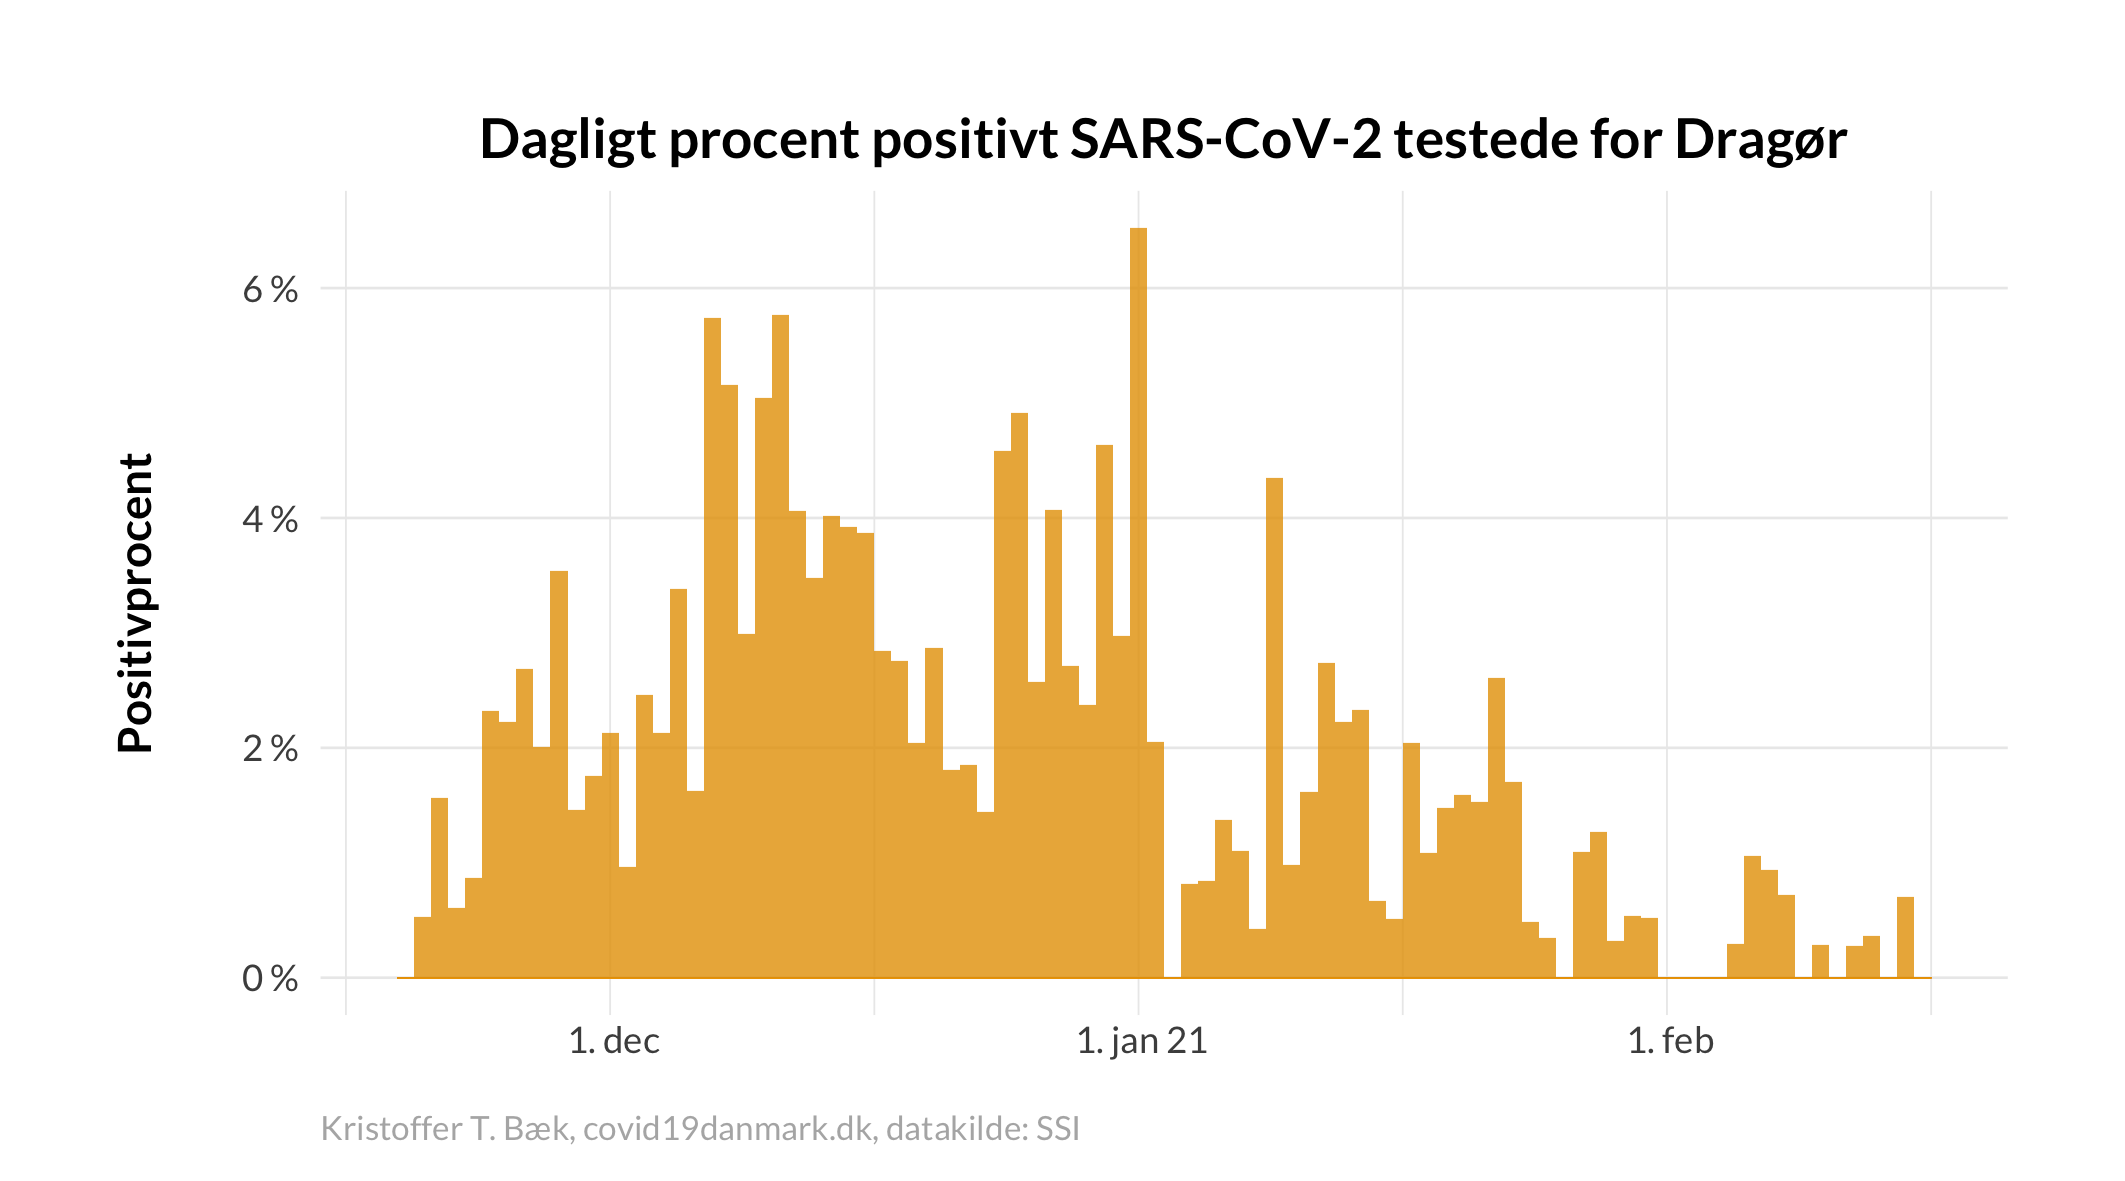 Dagligt procent positivt SARS-CoV-2 testede for Dragør
Positivprocent
6 %
4 %
2 %
0 %
1. dec
1. jan 21
1. feb
Kristoffer T. Bæk, covid19danmark.dk, datakilde: SSI